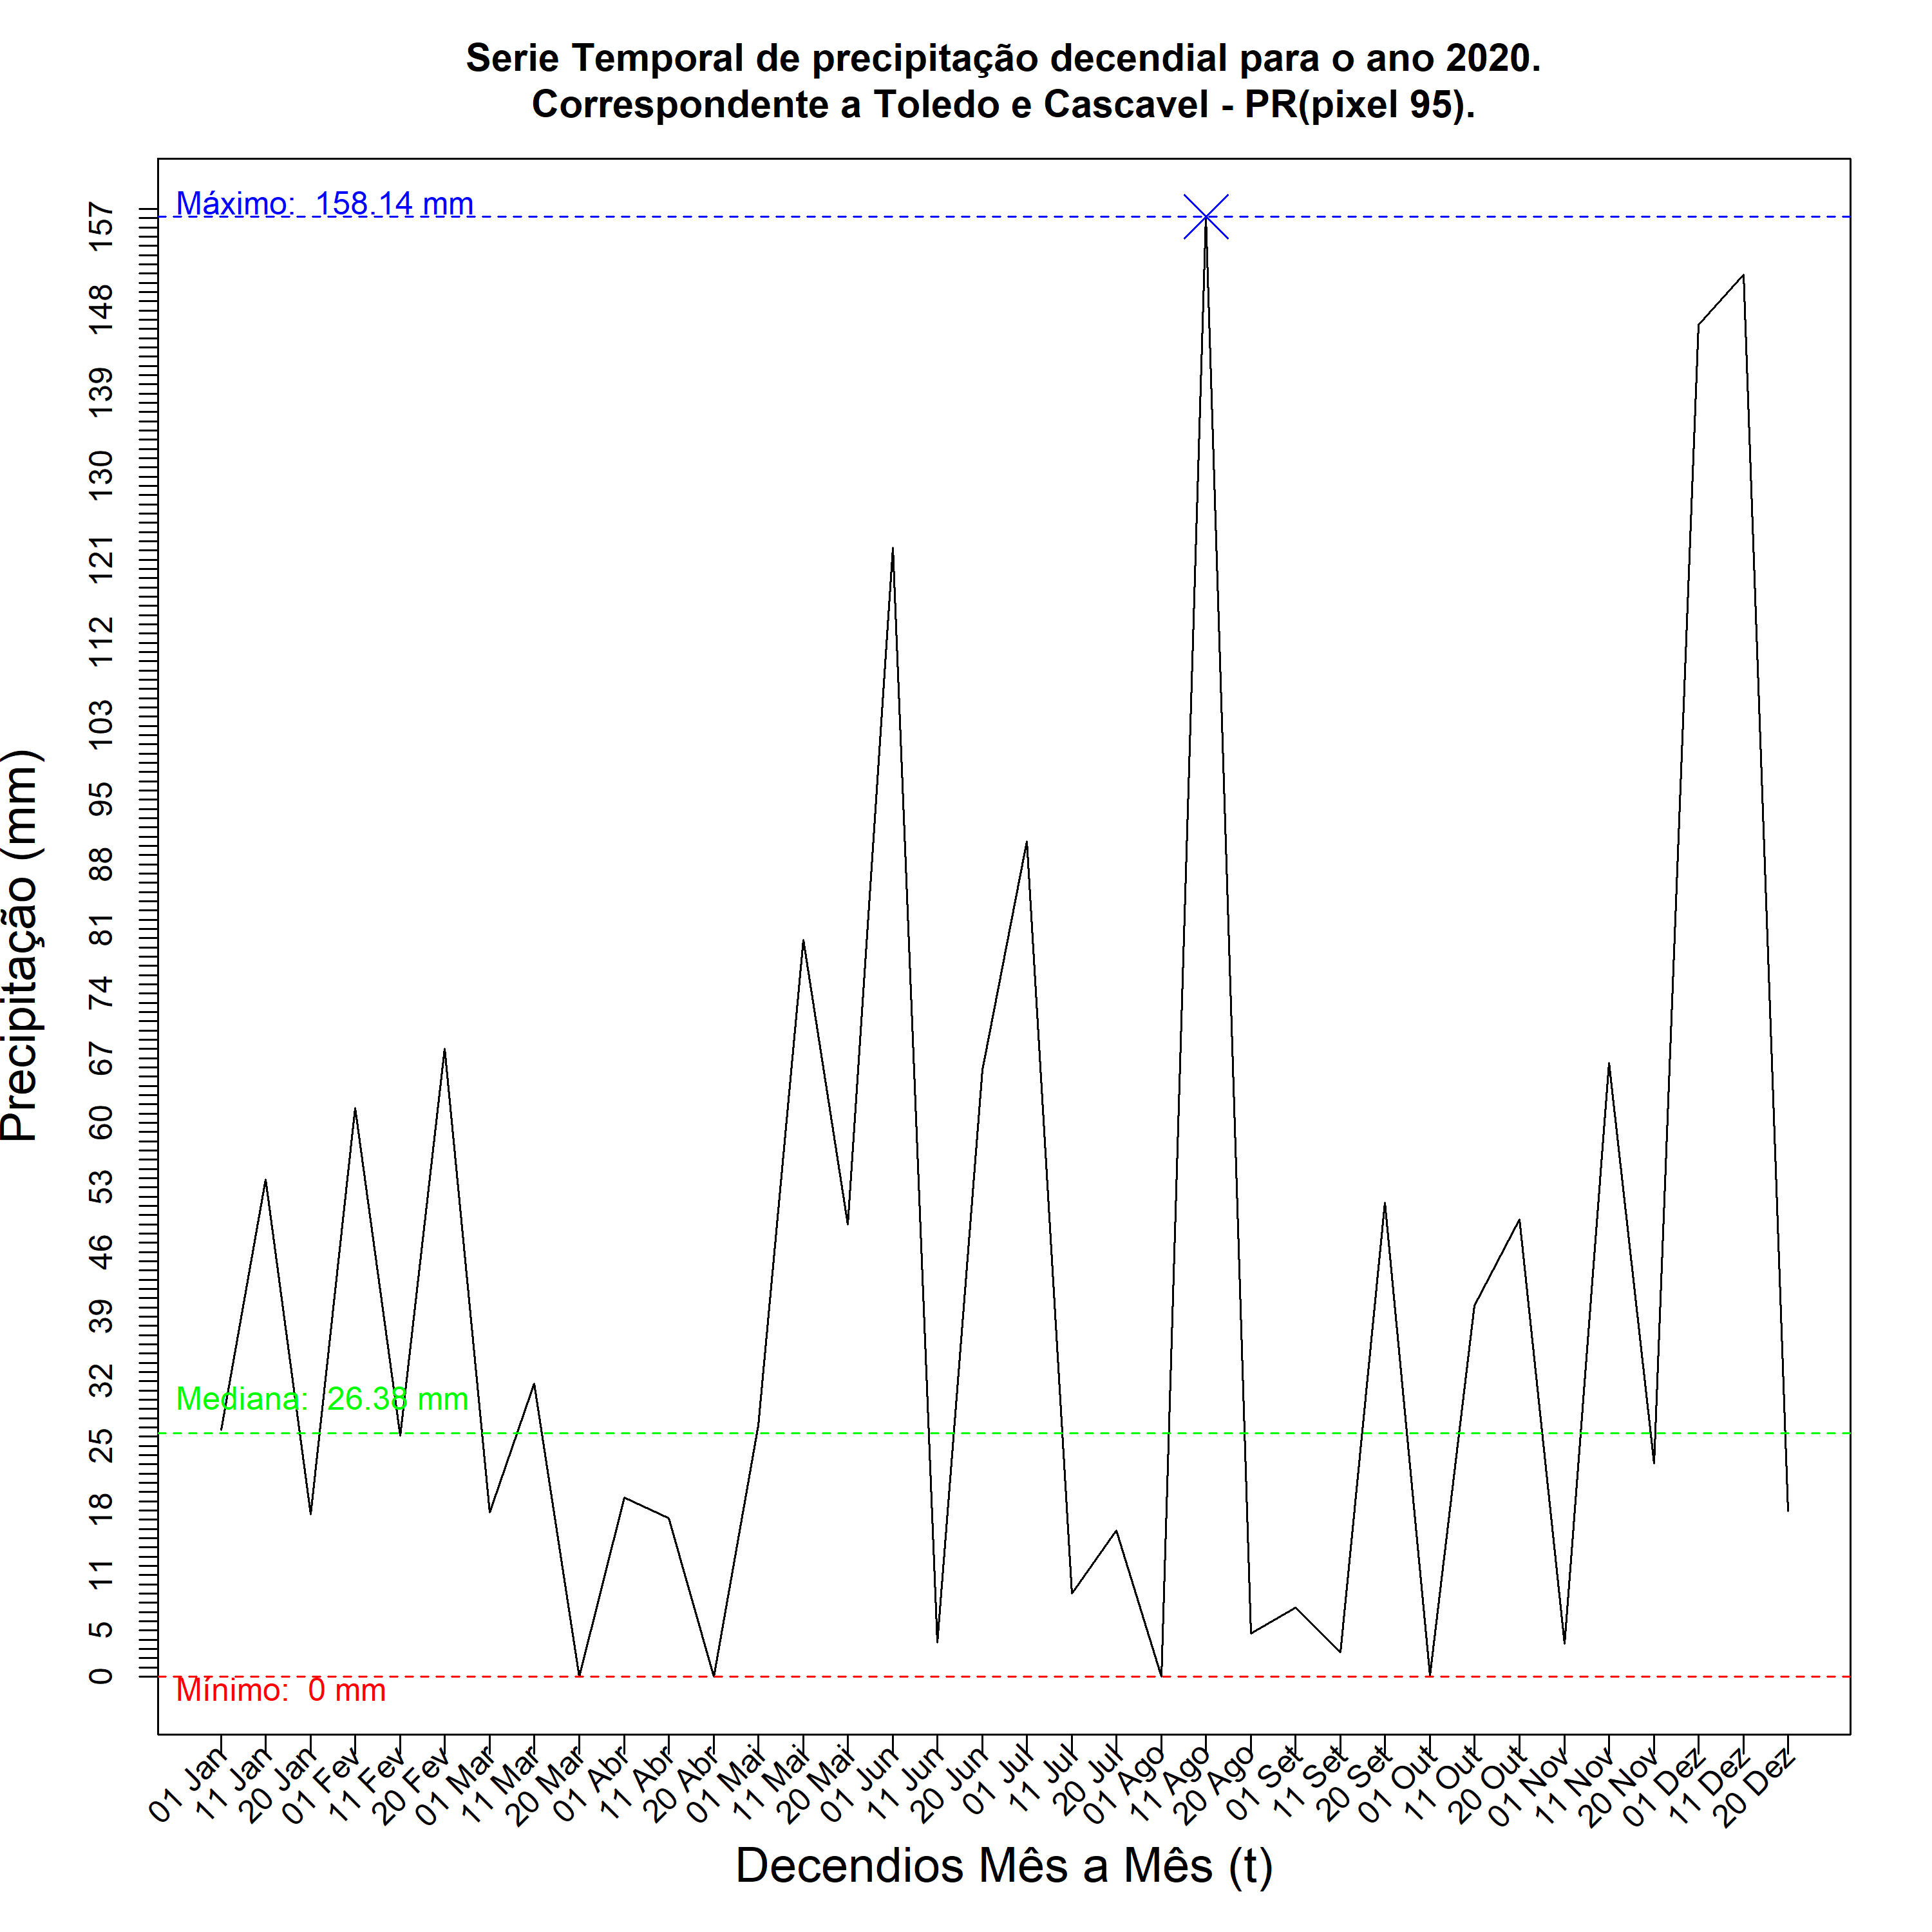 Serie Temporal de precipitação decendial para o ano 2020.
Correspondente a Toledo e Cascavel - PR(pixel 95).
Precipitação (mm)
157
148
139
130
121
112
103
95
88
81
74
67
60
53
46
39
32
25
18
11
5
0
Máximo:  158.14 mm
Mediana:  26.38 mm
Mínimo:  0 mm
01 Jan
11 Jan
20 Jan
01 Fev
11 Fev
20 Fev
01 Mar
11 Mar
20 Mar
01 Abr
11 Abr
20 Abr
01 Mai
11 Mai
20 Mai
01 Jun
11 Jun
20 Jun
01 Jul
11 Jul
20 Jul
01 Ago
11 Ago
20 Ago
01 Set
11 Set
20 Set
01 Out
11 Out
20 Out
01 Nov
11 Nov
20 Nov
01 Dez
11 Dez
20 Dez
Decendios Mês a Mês (t)